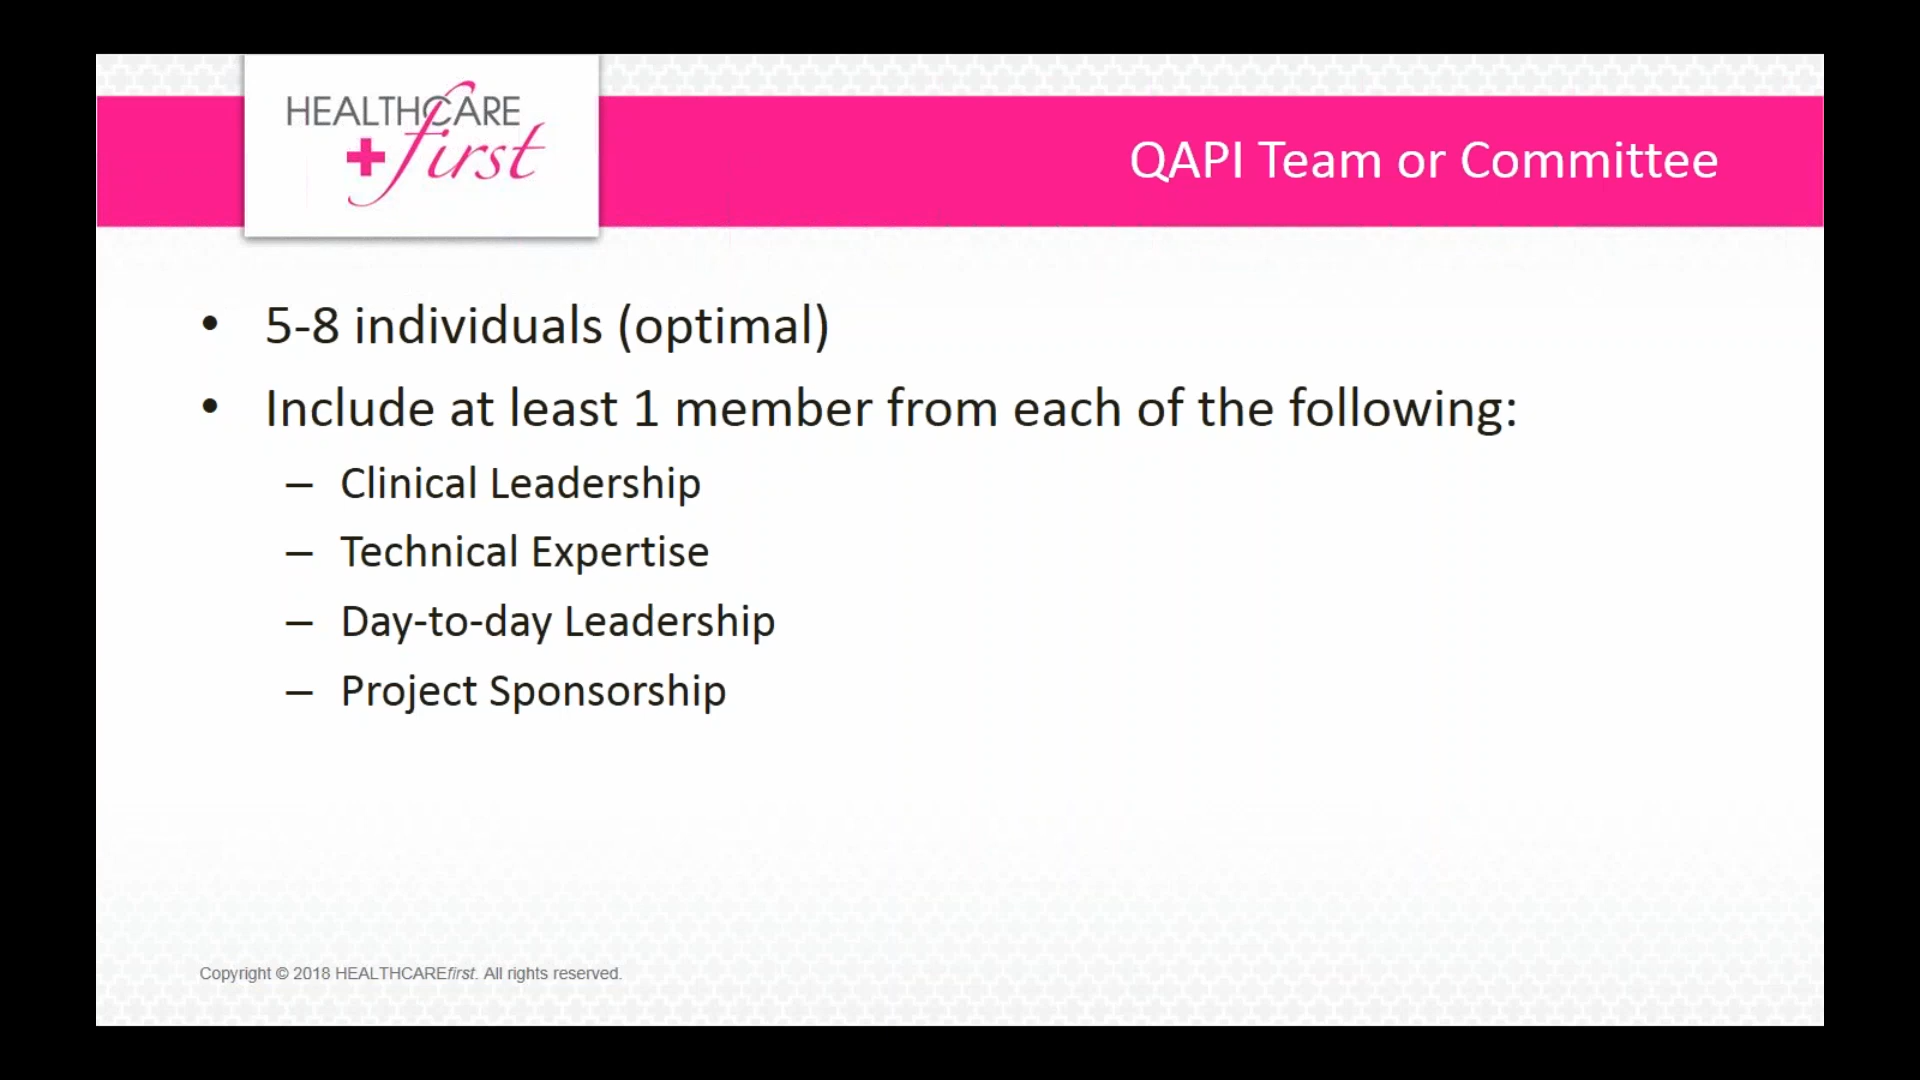 HEALTHCARE
first
QAPI Team or Committee
• 5-8 individuals (optimal)
• Include at least 1 member from each of the following:
– Clinical Leadership
– Technical Expertise
– Day-to-day Leadership
– Project Sponsorship
Copyright © 2018 HEALTHCAREfirst. All rights reserved.